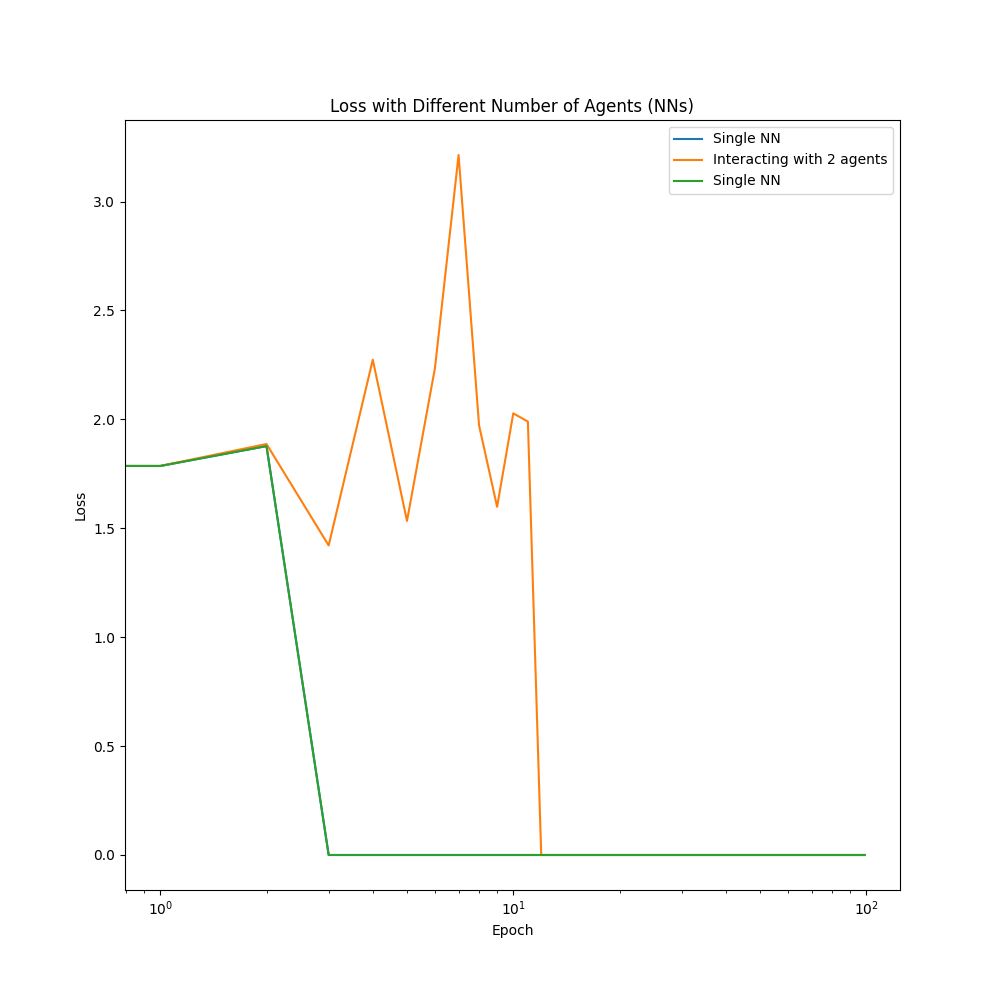 Loss with Different Number of Agents (NNs)
Single NN
Interacting with 2 agents
Single NN
3.0
2.5
2.0
1.5
1.0
0.5
0.0
Loss
10⁰ 10¹ 10²
Epoch